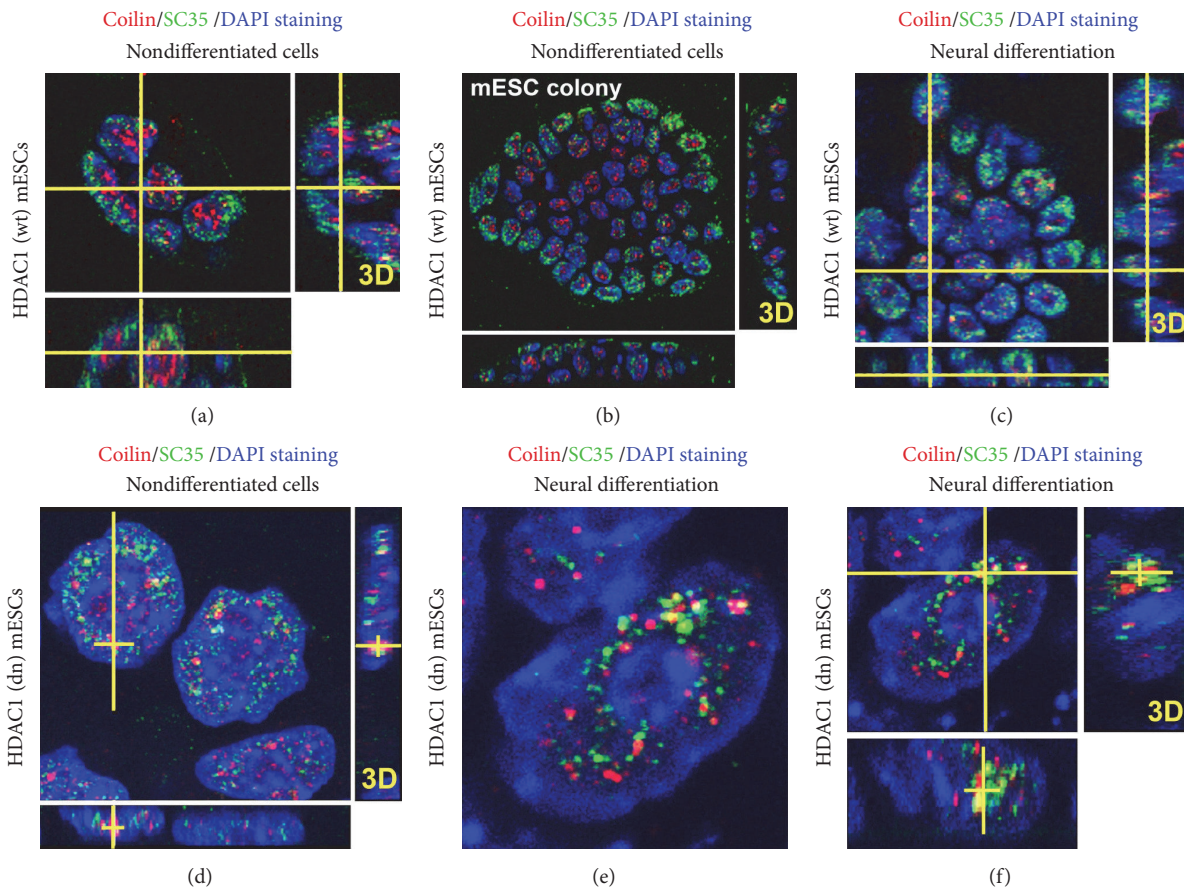 Coilin/SC35 /DAPI staining
Nondifferentiated cells
HDAC1 (wt) mESCs
3D
(a)
Coilin/SC35 /DAPI staining
Nondifferentiated cells
HDAC1 (wt) mESCs
mESC colony
3D
(b)
Coilin/SC35 /DAPI staining
Neural differentiation
HDAC1 (wt) mESCs
3D
(c)
Coilin/SC35 /DAPI staining
Nondifferentiated cells
HDAC1 (dn) mESCs
3D
(d)
Coilin/SC35 /DAPI staining
Neural differentiation
HDAC1 (dn) mESCs
(e)
Coilin/SC35 /DAPI staining
Neural differentiation
HDAC1 (dn) mESCs
3D
(f)